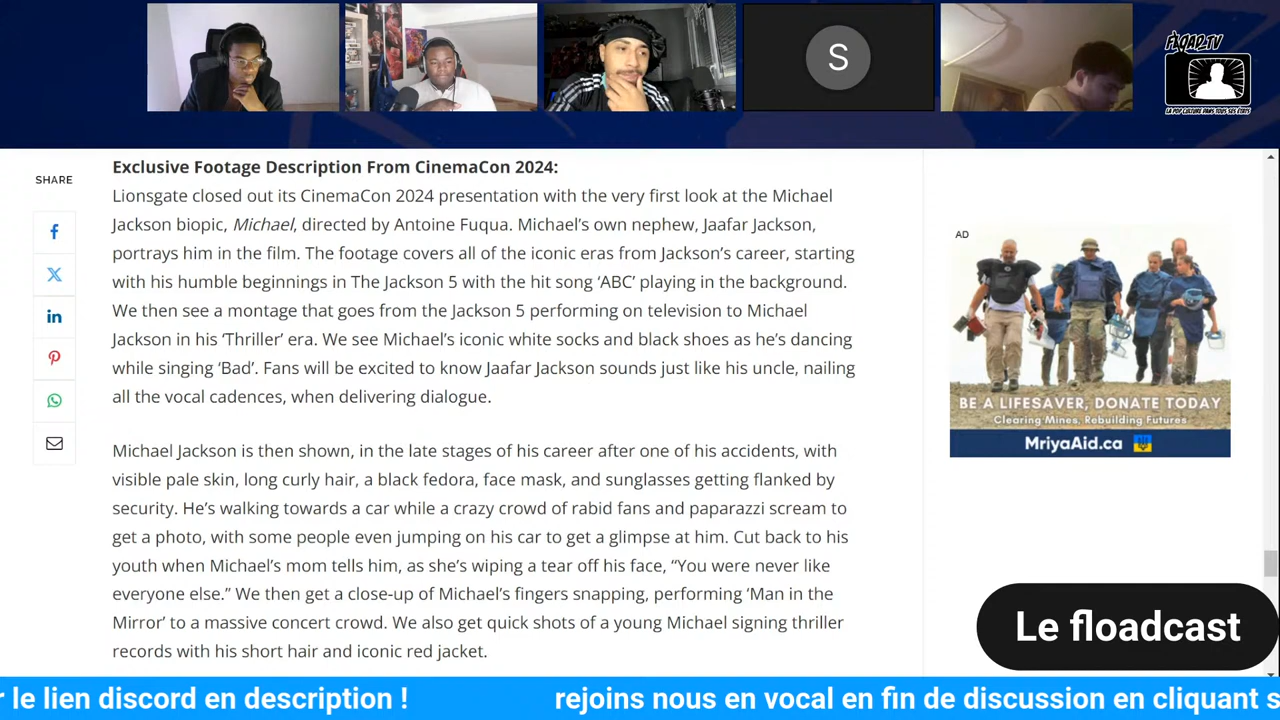 S
FLOAD.TV
LA POP CULTURE DANS TOUS SES ÉTATS
SHARE
Exclusive Footage Description From CinemaCon 2024:
Lionsgate closed out its CinemaCon 2024 presentation with the very first look at the Michael
Jackson biopic, Michael, directed by Antoine Fuqua. Michael’s own nephew, Jaafar Jackson,
portrays him in the film. The footage covers all of the iconic eras from Jackson’s career, starting
with his humble beginnings in The Jackson 5 with the hit song ‘ABC’ playing in the background.
We then see a montage that goes from the Jackson 5 performing on television to Michael
Jackson in his ‘Thriller’ era. We see Michael’s iconic white socks and black shoes as he’s dancing
while singing ‘Bad’. Fans will be excited to know Jaafar Jackson sounds just like his uncle, nailing
all the vocal cadences, when delivering dialogue.
Michael Jackson is then shown, in the late stages of his career after one of his accidents, with
visible pale skin, long curly hair, a black fedora, face mask, and sunglasses getting flanked by
security. He’s walking towards a car while a crazy crowd of rabid fans and paparazzi scream to
get a photo, with some people even jumping on his car to get a glimpse at him. Cut back to his
youth when Michael’s mom tells him, as she’s wiping a tear off his face, “You were never like
everyone else.” We then get a close-up of Michael’s fingers snapping, performing ‘Man in the
Mirror’ to a massive concert crowd. We also get quick shots of a young Michael signing thriller
records with his short hair and iconic red jacket.
AD
BE A LIFESAVER, DONATE TODAY
Clearing Mines, Rebuilding Futures
MriyaAid.ca
Le floadcast
r le lien discord en description ! rejoins nous en vocal en fin de discussion en cliquant s